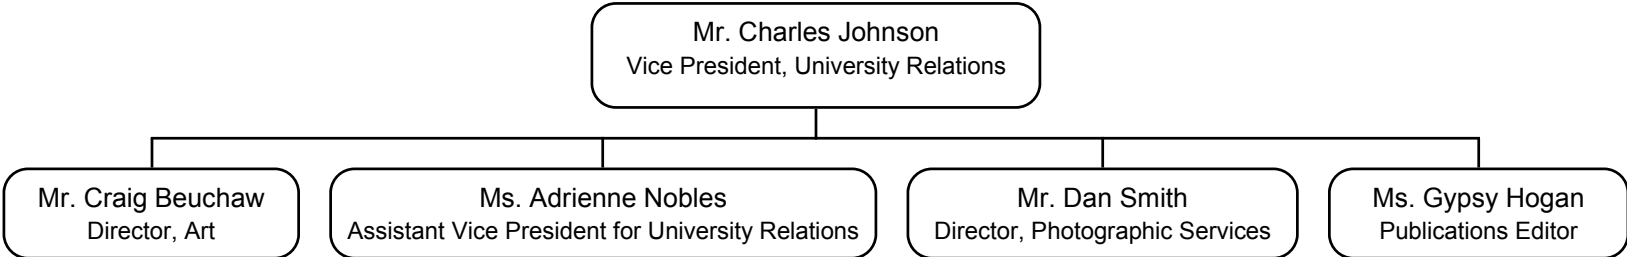 Mr. Charles Johnson
Vice President, University Relations
Mr. Craig Beuchaw
Director, Art
Ms. Adrienne Nobles
Assistant Vice President for University Relations
Mr. Dan Smith
Director, Photographic Services
Ms. Gypsy Hogan
Publications Editor